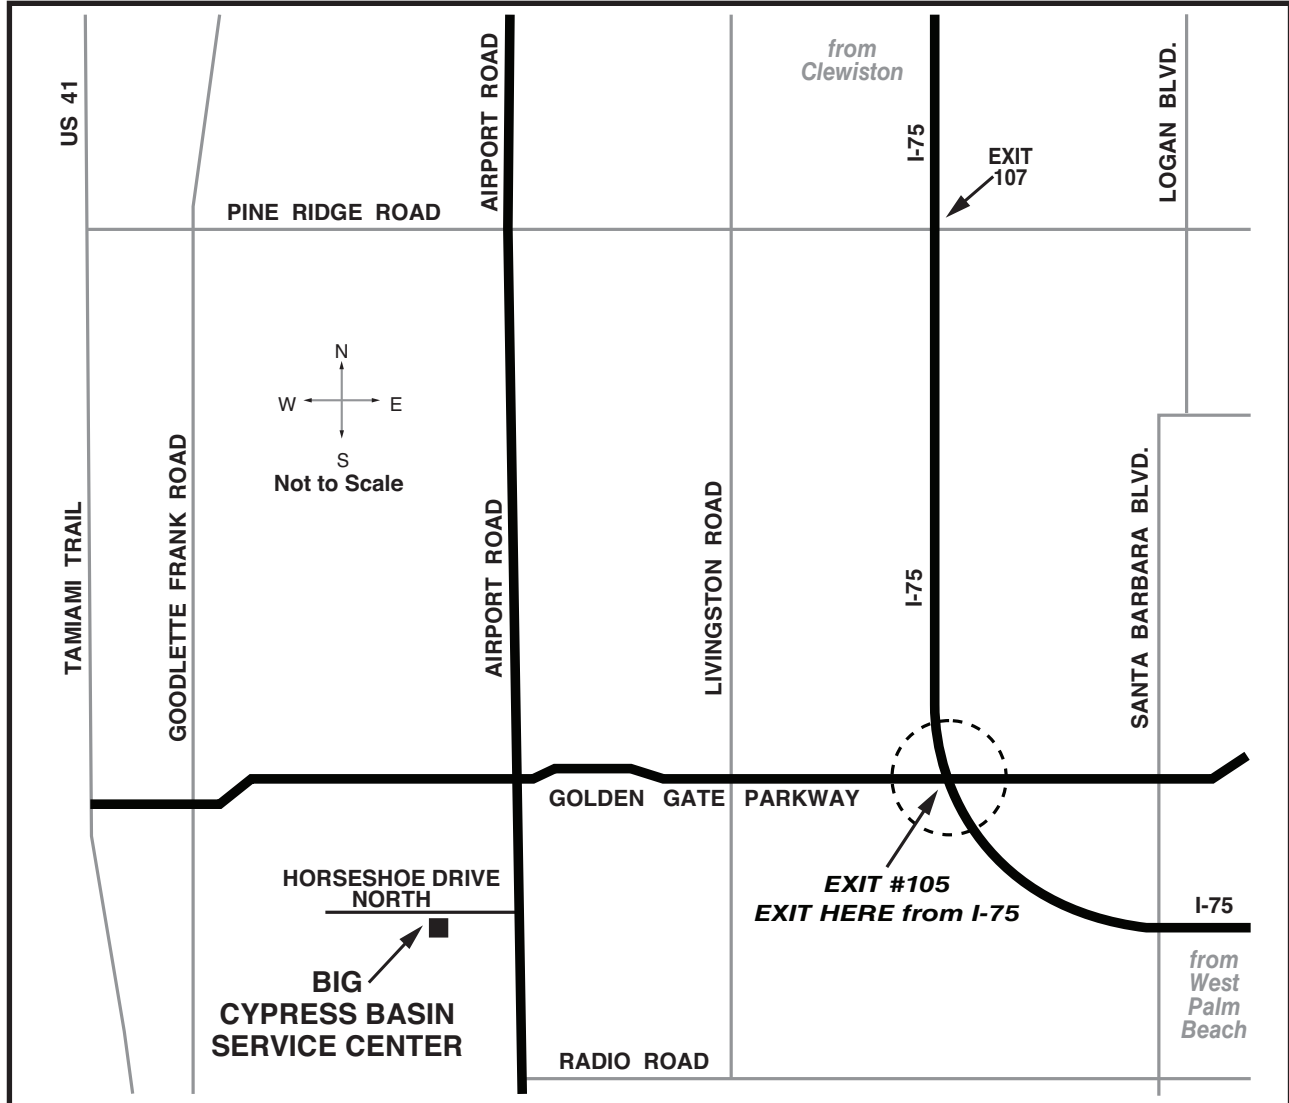 from
Clewiston
US 41
AIRPORT ROAD
I-75
EXIT
107
LOGAN BLVD.
PINE RIDGE ROAD
N
W E
S
Not to Scale
TAMIAMI TRAIL
GOODLETTE FRANK ROAD
AIRPORT ROAD
LIVINGSTON ROAD
I-75
SANTA BARBARA BLVD.
GOLDEN GATE PARKWAY
HORSESHOE DRIVE
NORTH
EXIT #105
EXIT HERE from I-75
I-75
BIG
CYPRESS BASIN
SERVICE CENTER
from
West
Palm
Beach
RADIO ROAD